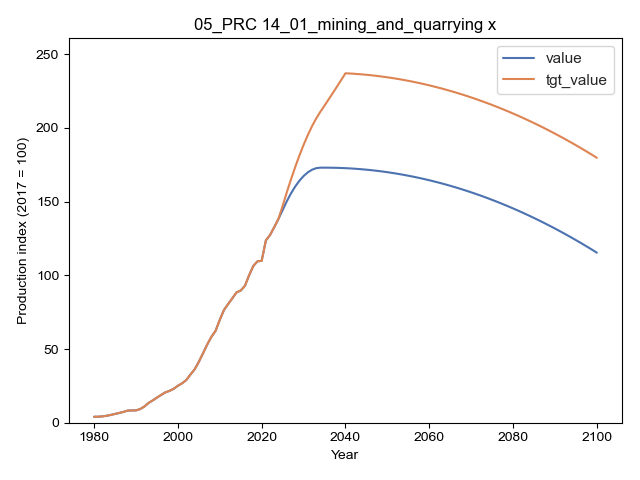 05_PRC 14_01_mining_and_quarrying x
value
tgt_value
Production index (2017 = 100)
250
200
150
100
50
0
1980 2000 2020 2040 2060 2080 2100
Year